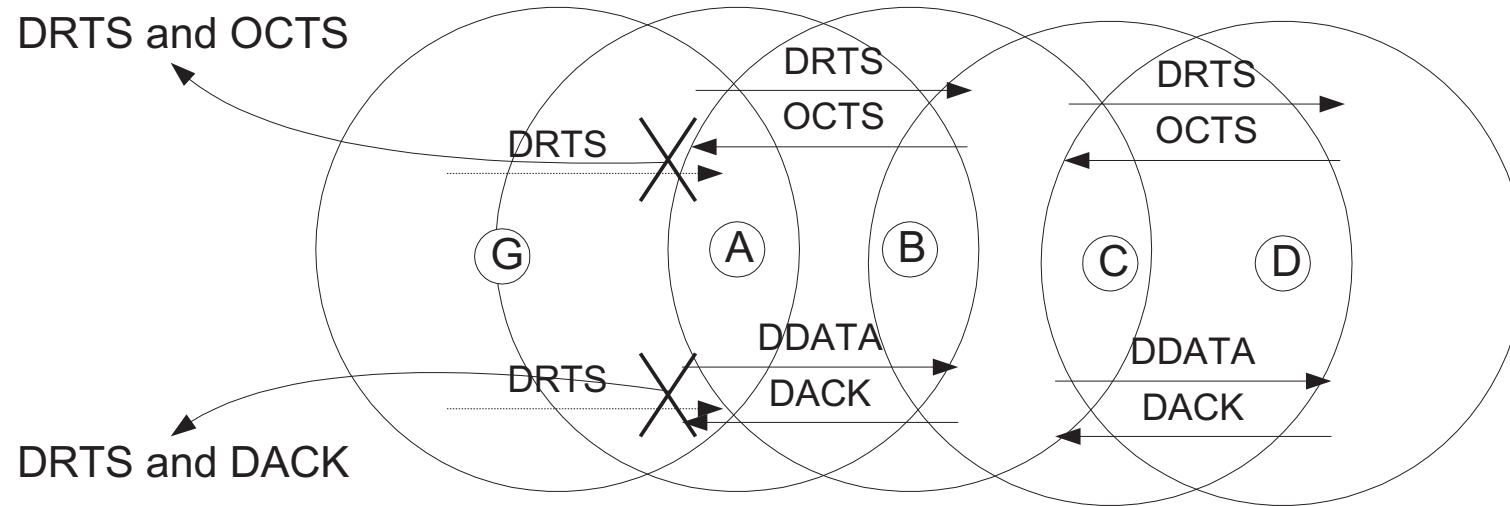 DRTS and OCTS
DRTS
OCTS
DRTS
OCTS
DRTS
G
A
B
C
D
DDATA
DACK
DDATA
DACK
DRTS
DRTS and DACK